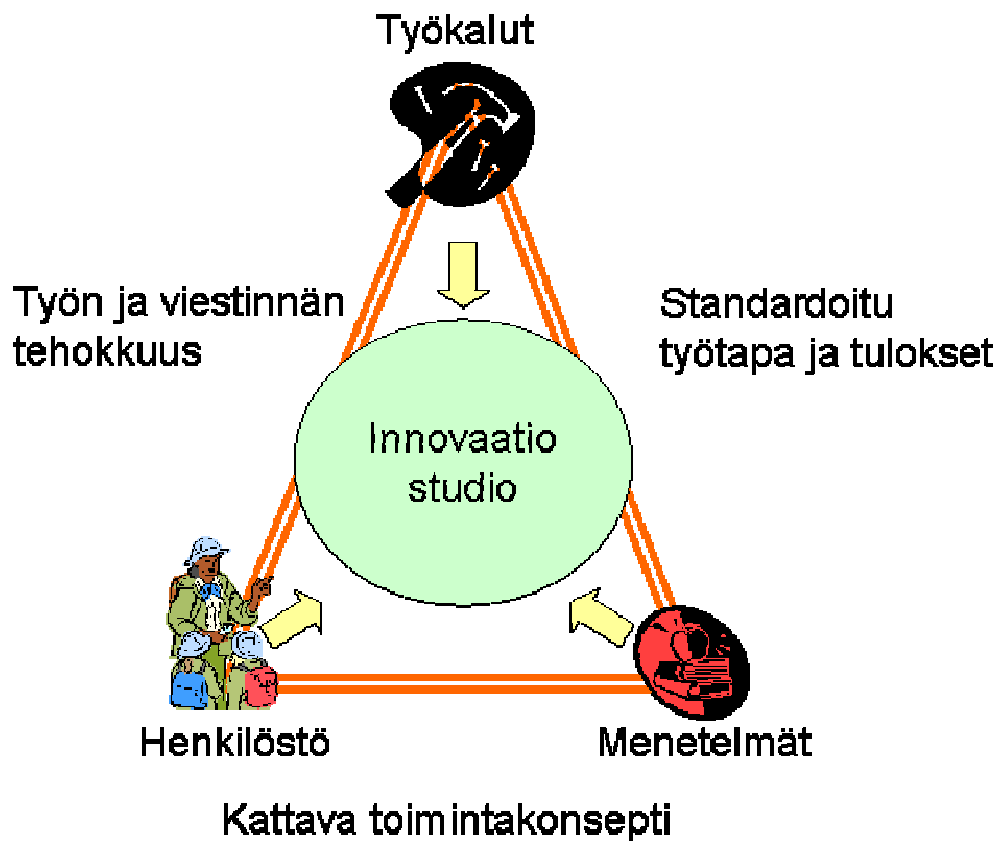 Työkalut
Työn ja viestinnän
tehokkuus
Standardoitu
työtapa ja tulokset
Innovaatio
studio
Henkilöstö
Menetelmät
Kattava toimintakonsepti